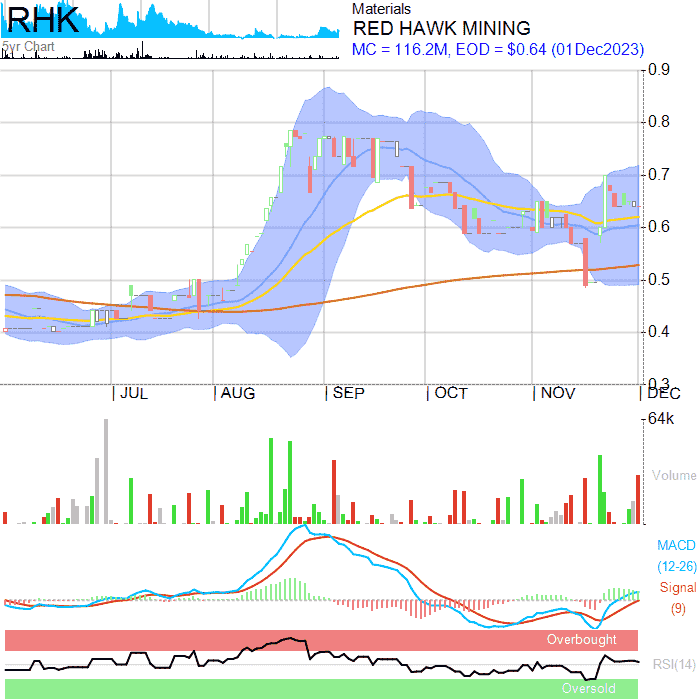 RHK
Materials
RED HAWK MINING
MC = 116.2M, EOD = $0.64 (01Dec2023)
5yr Chart
0.9
0.8
0.7
0.6
0.5
0.4
0.3
JUL AUG SEP OCT NOV DEC
64k
Volume
MACD
(12-26)
Signal
(9)
Overbought
RSI(14)
Oversold